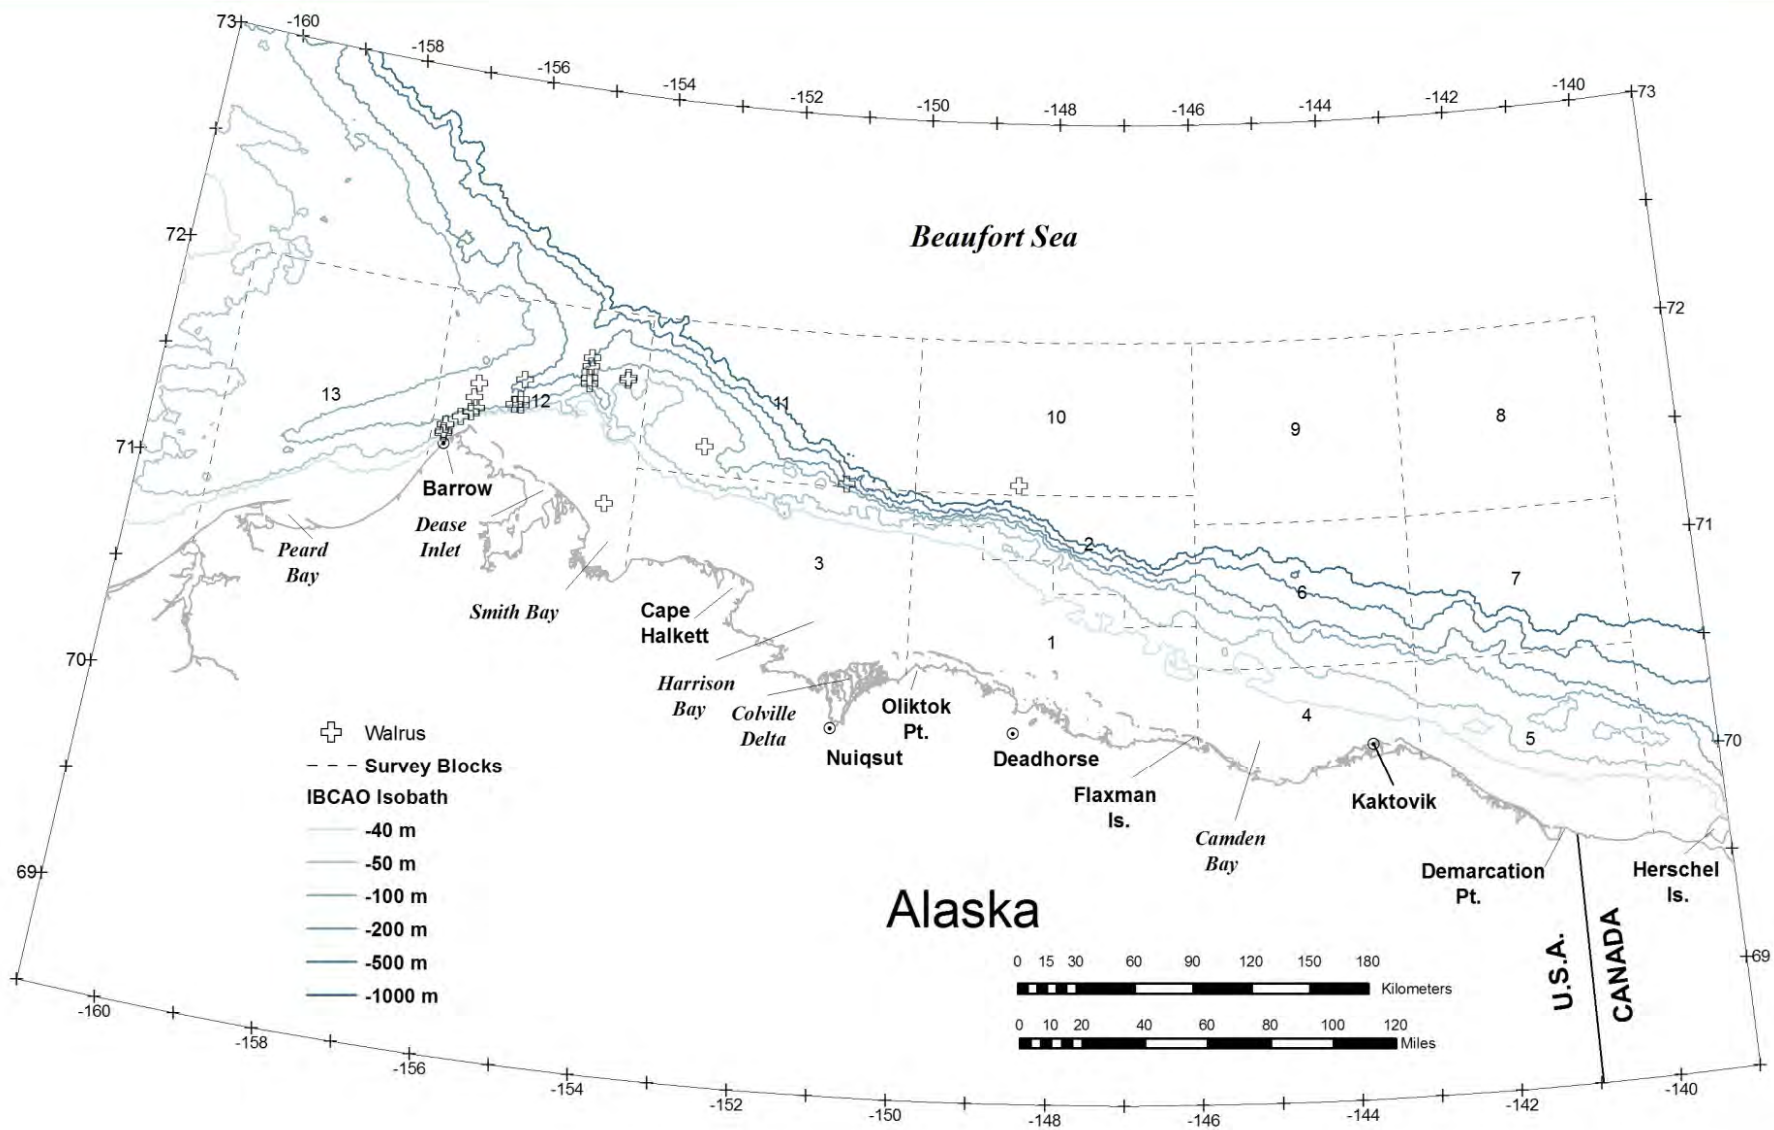 73
-160
-158
-156
-154
-152
-150
-148
-146
-144
-142
-140
73
72
Beaufort Sea
72
13
12
11
10
9
8
71
Barrow
Dease
Inlet
Peard
Bay
Smith Bay
3
2
6
7
71
Cape
Halkett
1
70
Harrison
Bay
Colville
Delta
Oliktok
Pt.
4
5
70
Walrus
Survey Blocks
IBCAO Isobath
-40 m
-50 m
-100 m
-200 m
-500 m
-1000 m
Nuiqsut
Deadhorse
Flaxman
Is.
Kaktovik
Camden
Bay
Demarcation
Pt.
Herschel
Is.
69
Alaska
U.S.A.
CANADA
69
0 15 30 60 90 120 150 180
Kilometers
0 10 20 40 60 80 100 120
Miles
-160
-158
-156
-154
-152
-150
-148
-146
-144
-142
-140